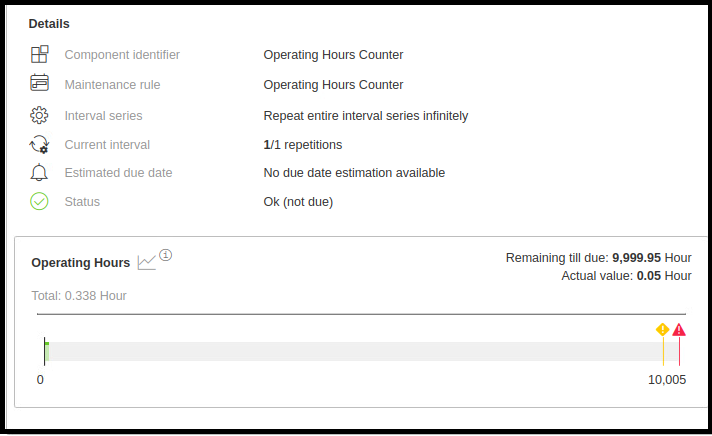 Details
Component identifier Operating Hours Counter
Maintenance rule Operating Hours Counter
Interval series Repeat entire interval series infinitely
Current interval 1/1 repetitions
Estimated due date No due date estimation available
Status Ok (not due)
Operating Hours i Remaining till due: 9,999.95 Hour
Actual value: 0.05 Hour
Total: 0.338 Hour
0 10,005